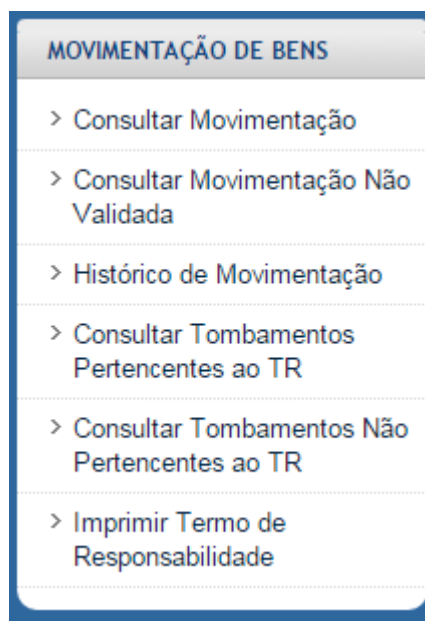 MOVIMENTAÇÃO DE BENS
Consultar Movimentação
Consultar Movimentação Não
Validada
Histórico de Movimentação
Consultar Tombamentos
Pertencentes ao TR
Consultar Tombamentos Não
Pertencentes ao TR
Imprimir Termo de
Responsabilidade